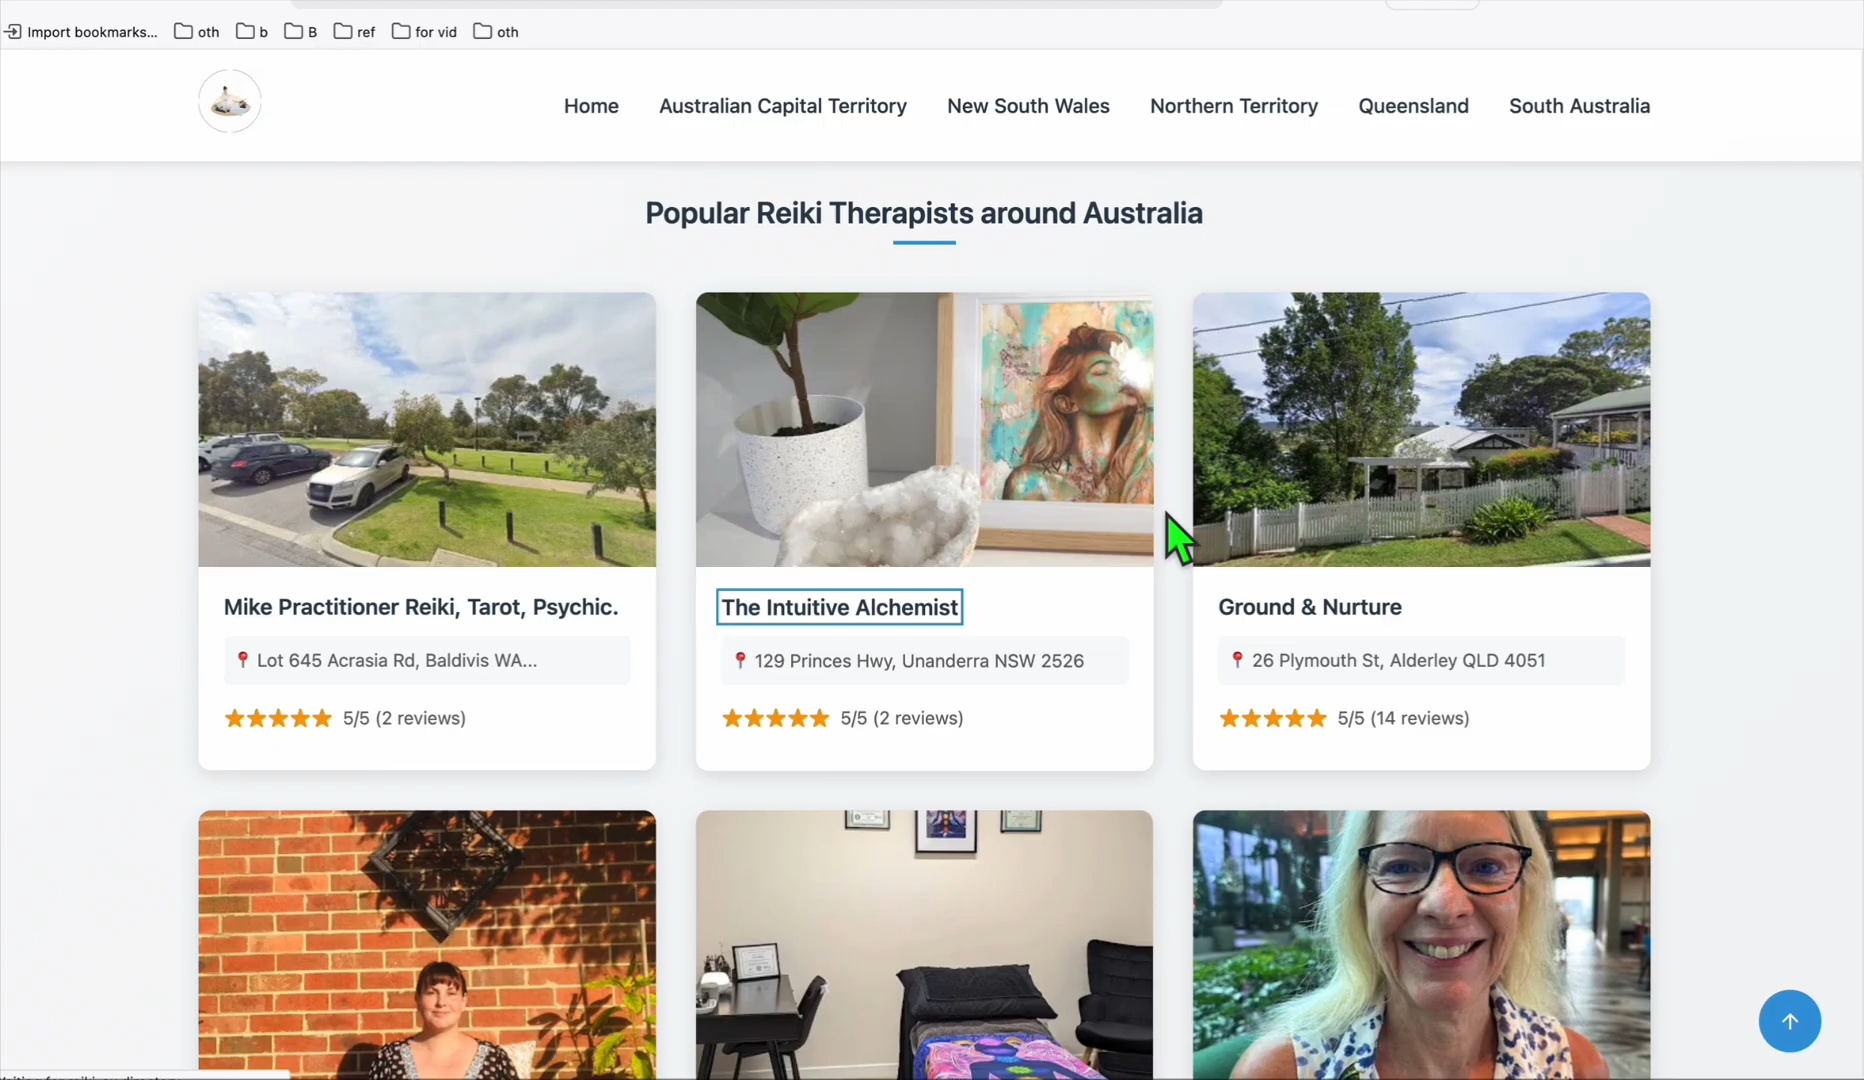 Import bookmarks... oth b B ref for vid oth
Home Australian Capital Territory New South Wales Northern Territory Queensland South Australia
Popular Reiki Therapists around Australia
Mike Practitioner Reiki, Tarot, Psychic.
📍 Lot 645 Acrasia Rd, Baldivis WA...
★★★★★ 5/5 (2 reviews)
The Intuitive Alchemist
📍 129 Princes Hwy, Unanderra NSW 2526
★★★★★ 5/5 (2 reviews)
Ground & Nurture
📍 26 Plymouth St, Alderley QLD 4051
★★★★★ 5/5 (14 reviews)